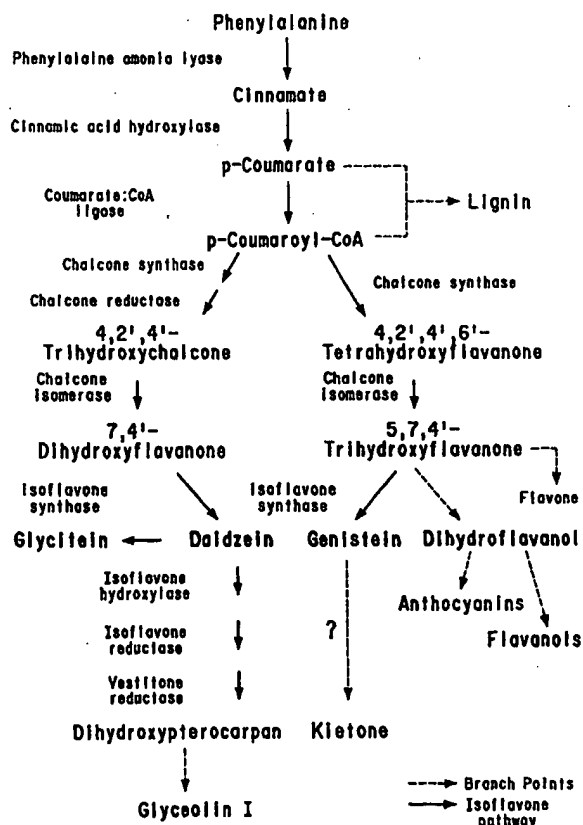 Phenylalanine
Phenylalaine amonia lyase
Cinnamate
Cinnamic acid hydroxylase
p-Coumarate
Coumarate:CoA
ligase
Lignin
p-Coumaroyl-CoA
Chalcone synthase
Chalcone synthase
Chalcone reductase
4,2',4'-
Trihydroxychalcone
4,2',4',6'-
Tetrahydroxyflavanone
Chalcone
isomerase
Chalcone
isomerase
7,4'-
Dihydroxyflavanone
5,7,4'-
Trihydroxyflavanone
Isoflavone
synthase
Isoflavone
synthase
Flavone
Glycitein
Daidzein
Genistein
Dihydroflavanol
Isoflavone
hydroxylase
Anthocyanins
?
Isoflavone
reductase
Flavanols
Vestitone
reductase
Dihydropterocarpan
Kietone
Glyceolin I
Branch Points
Isoflavone
pathway